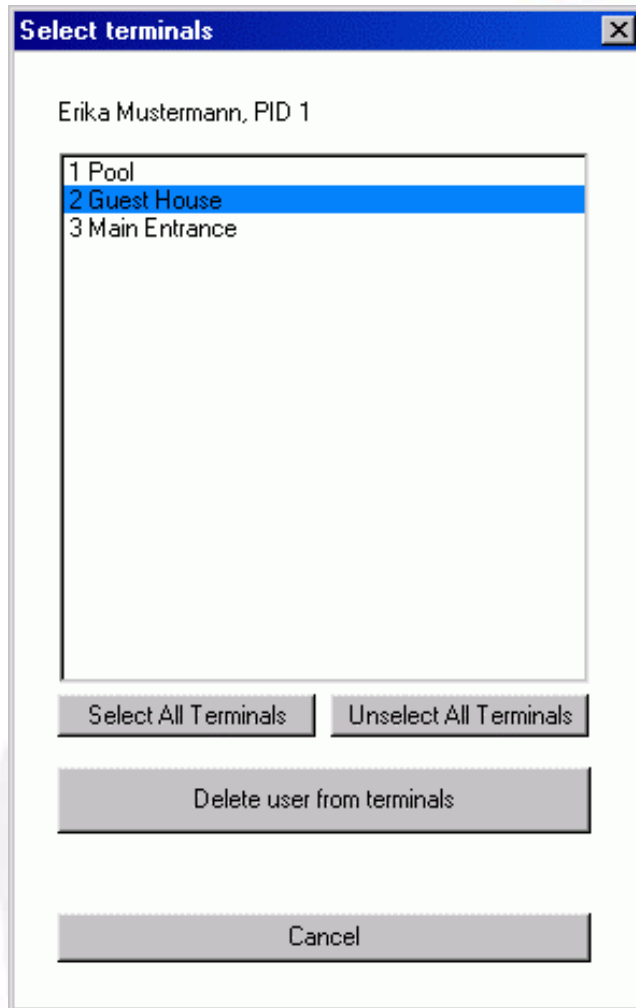 Select terminals
Erika Mustermann, PID 1
1 Pool
2 Guest House
3 Main Entrance
Select All Terminals Unselect All Terminals
Delete user from terminals
Cancel